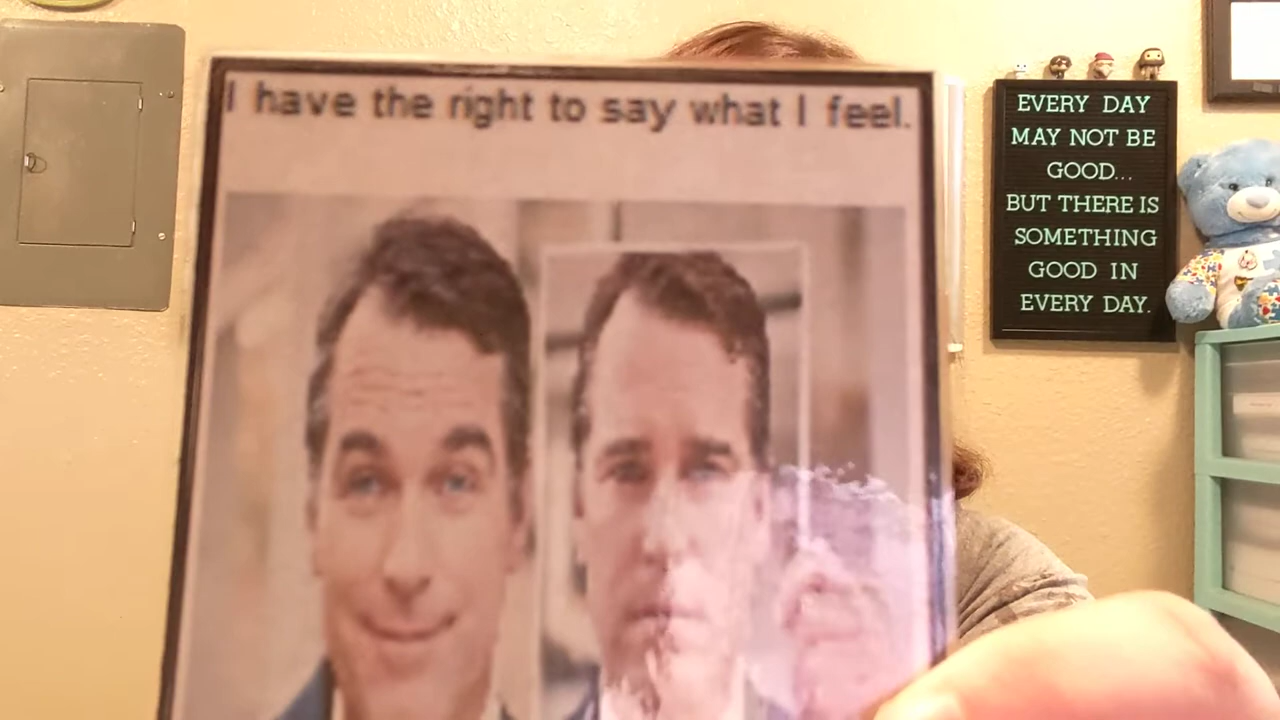 I have the right to say what I feel.
EVERY DAY
MAY NOT BE
GOOD...
BUT THERE IS
SOMETHING
GOOD IN
EVERY DAY.